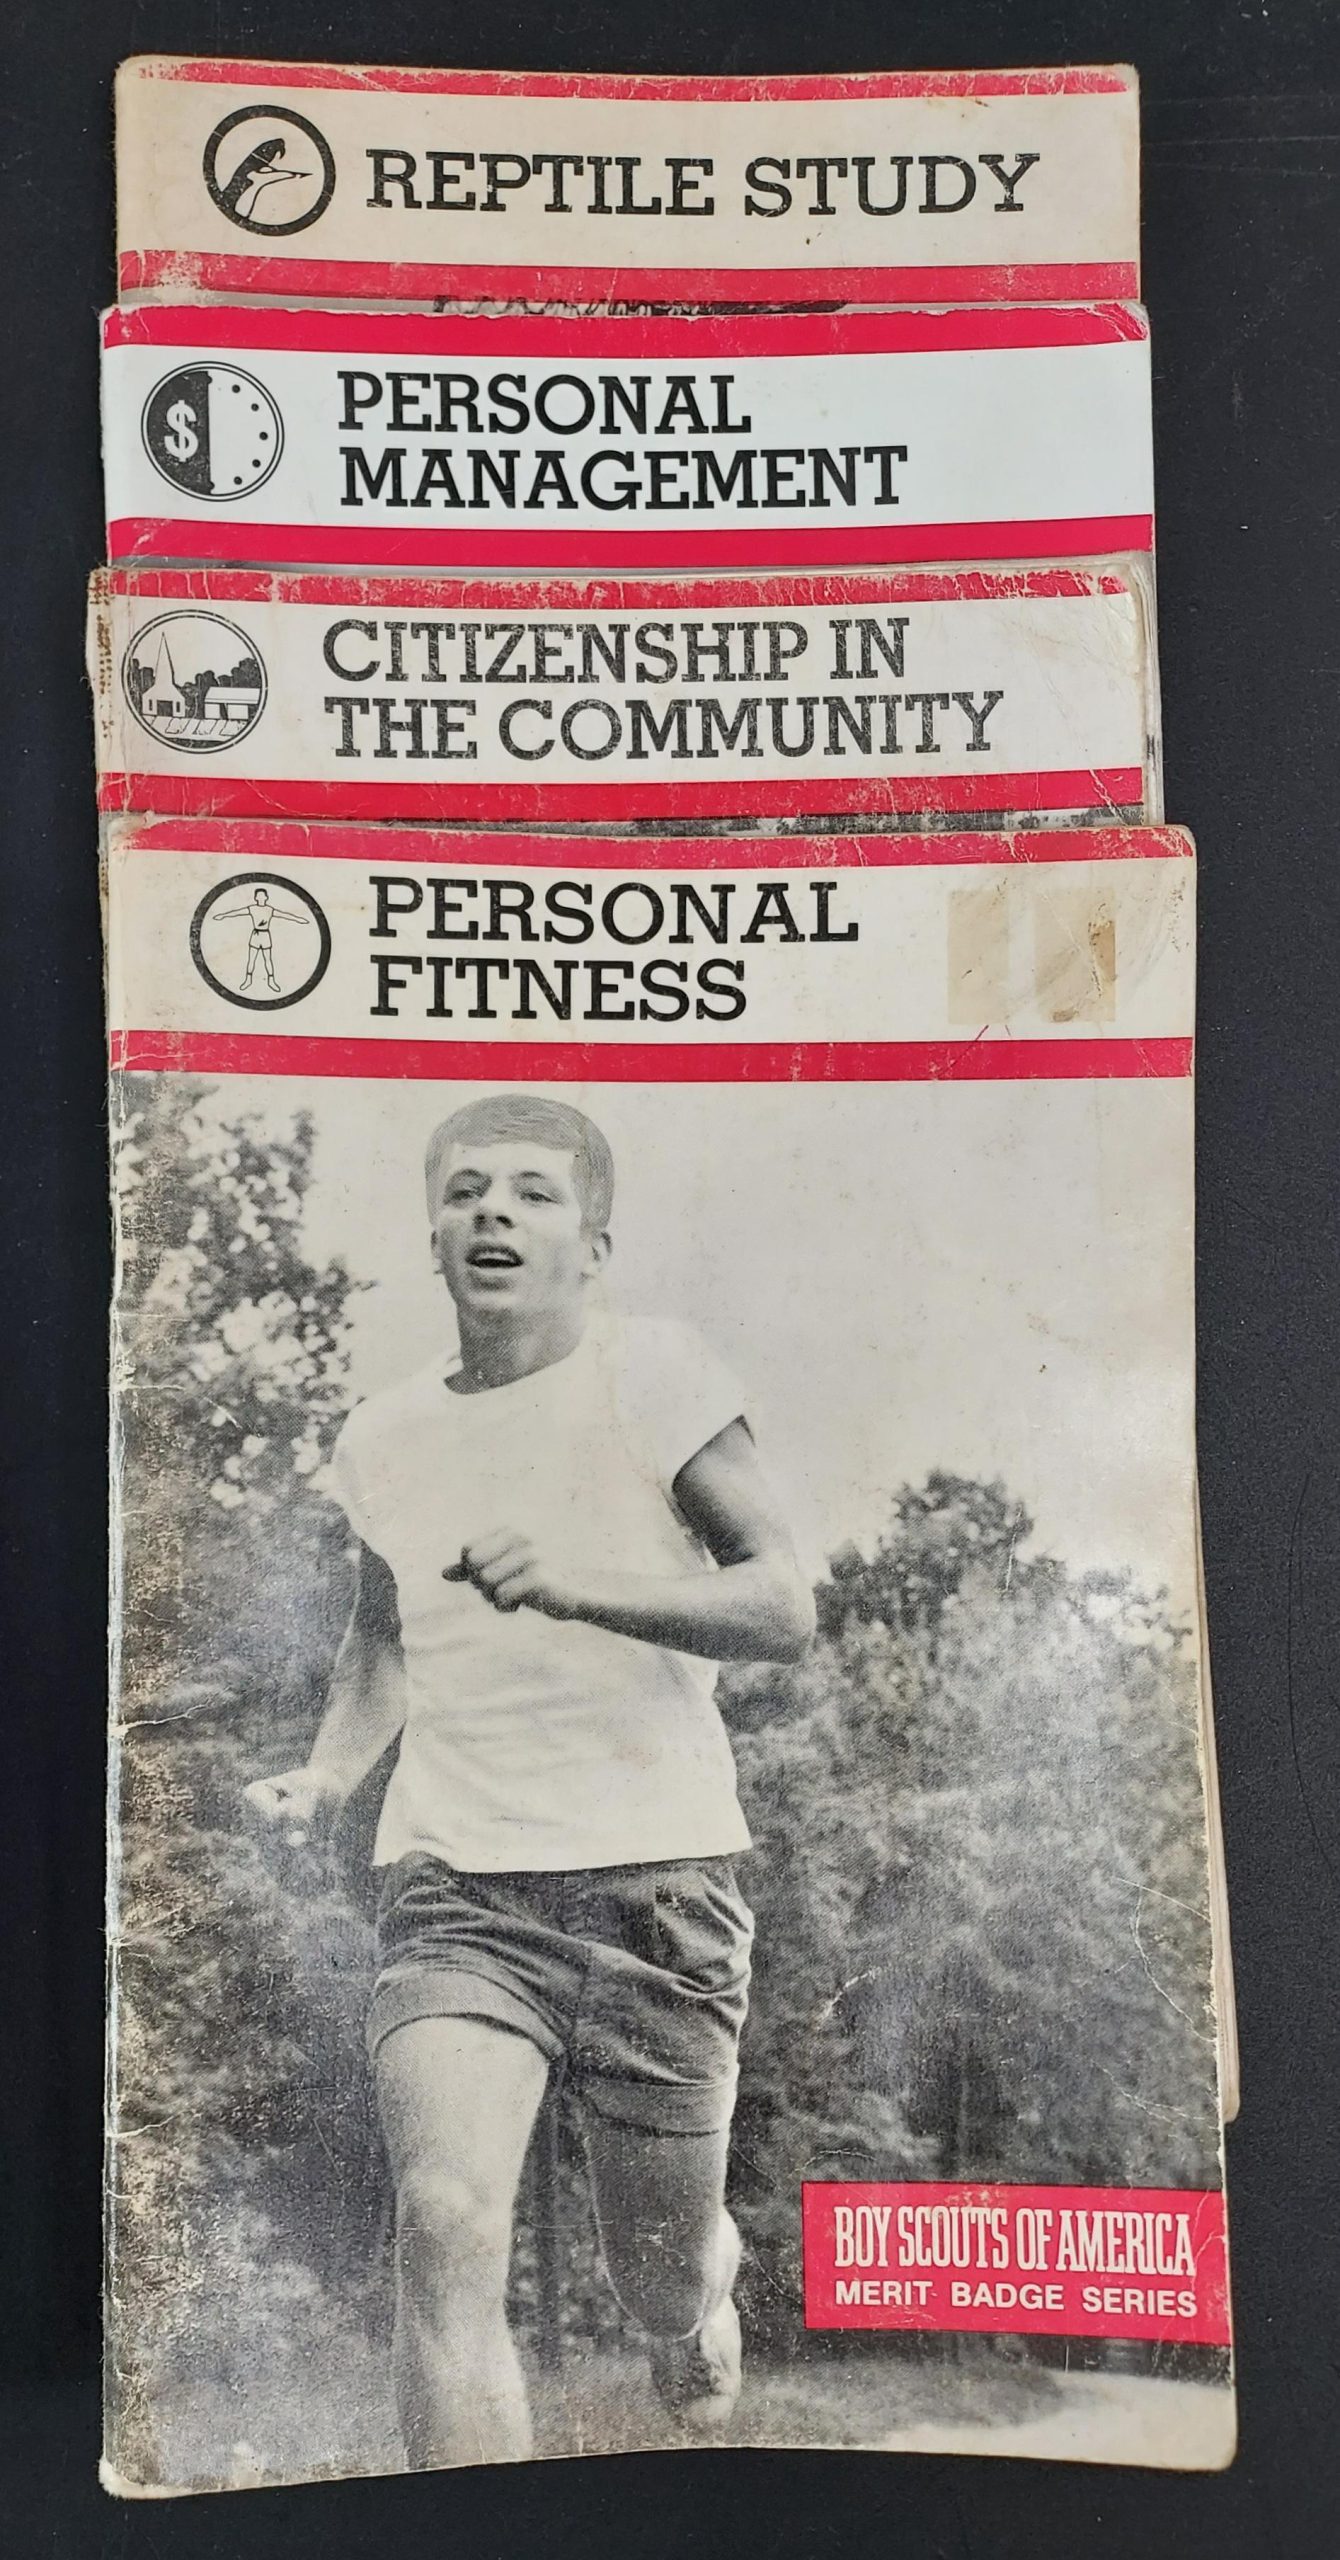 REPTILE STUDY
$
PERSONAL
MANAGEMENT
CITIZENSHIP IN
THE COMMUNITY
PERSONAL
FITNESS
BOY SCOUTS OF AMERICA
MERIT BADGE SERIES